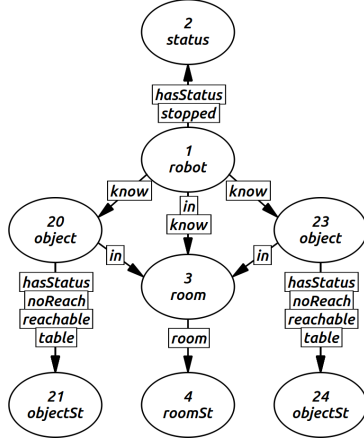 2
status
hasStatus
stopped
1
robot
know
in
know
know
20
object
23
object
in
in
3
room
hasStatus
noReach
reachable
table
room
hasStatus
noReach
reachable
table
21
objectSt
4
roomSt
24
objectSt